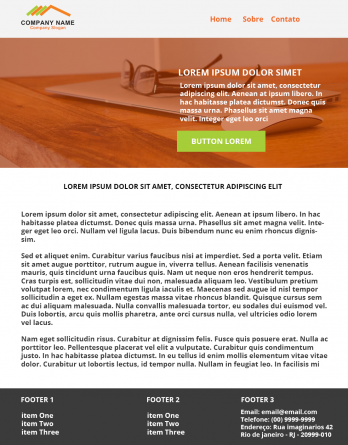 COMPANY NAME
Company Slogan
Home Sobre Contato
LOREM IPSUM DOLOR SIMET
Lorem ipsum dolor sit amet, consectetur
adipiscing elit. Aenean at ipsum libero. In
hac habitasse platea dictumst. Donec quis
massa a urna ornare. Phasellus sit amet magna
velit. Integer eget leo orci
BUTTON LOREM
LOREM IPSUM DOLOR SIT AMET, CONSECTETUR ADIPISCING ELIT
Lorem ipsum dolor sit amet, consectetur adipiscing elit. Aenean at ipsum libero. In hac
habitasse platea dictumst. Donec quis massa a urna. Phasellus sit amet magna velit. Int-
eger eget leo orci. Nullam vel ligula lacus. Duis bibendum nunc eu enim rohncus dignis-
sim.
Sed et aliquet enim. Curabitur varius faucibus nisi at imperdiet. Sed a porta velit. Etiam
sit amet augue porttitor, rutrum augue in, viverra tellus. Aenean facilisis venenatis
mauris, quis tincidunt urna faucibus quis. Nam ut neque non eros hendrerit tempus.
Cras turpis est, sollicitudin vitae dui non, malesuada aliquam leo. Vestibulum pretium
volutpat lorem, nec condimentum ligula iaculis et. Maecenas sed augue id nisl tempor
sollicitudin a eget ex. Nullam egestas massa vitae gravida blandit. Quisque cursus sem
ac dui aliquam malesuada. Nulla convallis malesuada tortor, eu sodales dui euismod vel.
Duis lobortis, arcu quis mollis pharetra, ante orci cursus nulla, vel ultricies odio lorem
vel lacus.
Nam eget sollicitudin risus. Curabitur at dignissim felis. Fusce quis posuere erat. Nulla ac
porttitor leo. Pellentesque placerat vel elit a vulputate. Curabitur quis condimentum
justo. In hac habitasse platea dictumst. In eu tellus id enim mollis elementum vitae vitae
dolor. Curabitur ut lobortis lectus, id tincidunt nibh. Nullam in feugiat leo. In facilisis mi
FOOTER 1 FOOTER 2 FOOTER 3
item One item One Email: email@email.com
item Two item Two Telefone: (00) 9999-9999
item Three item Three Endereço: Rua imaginarios 42
Rio de janeiro - RJ - 20999-010